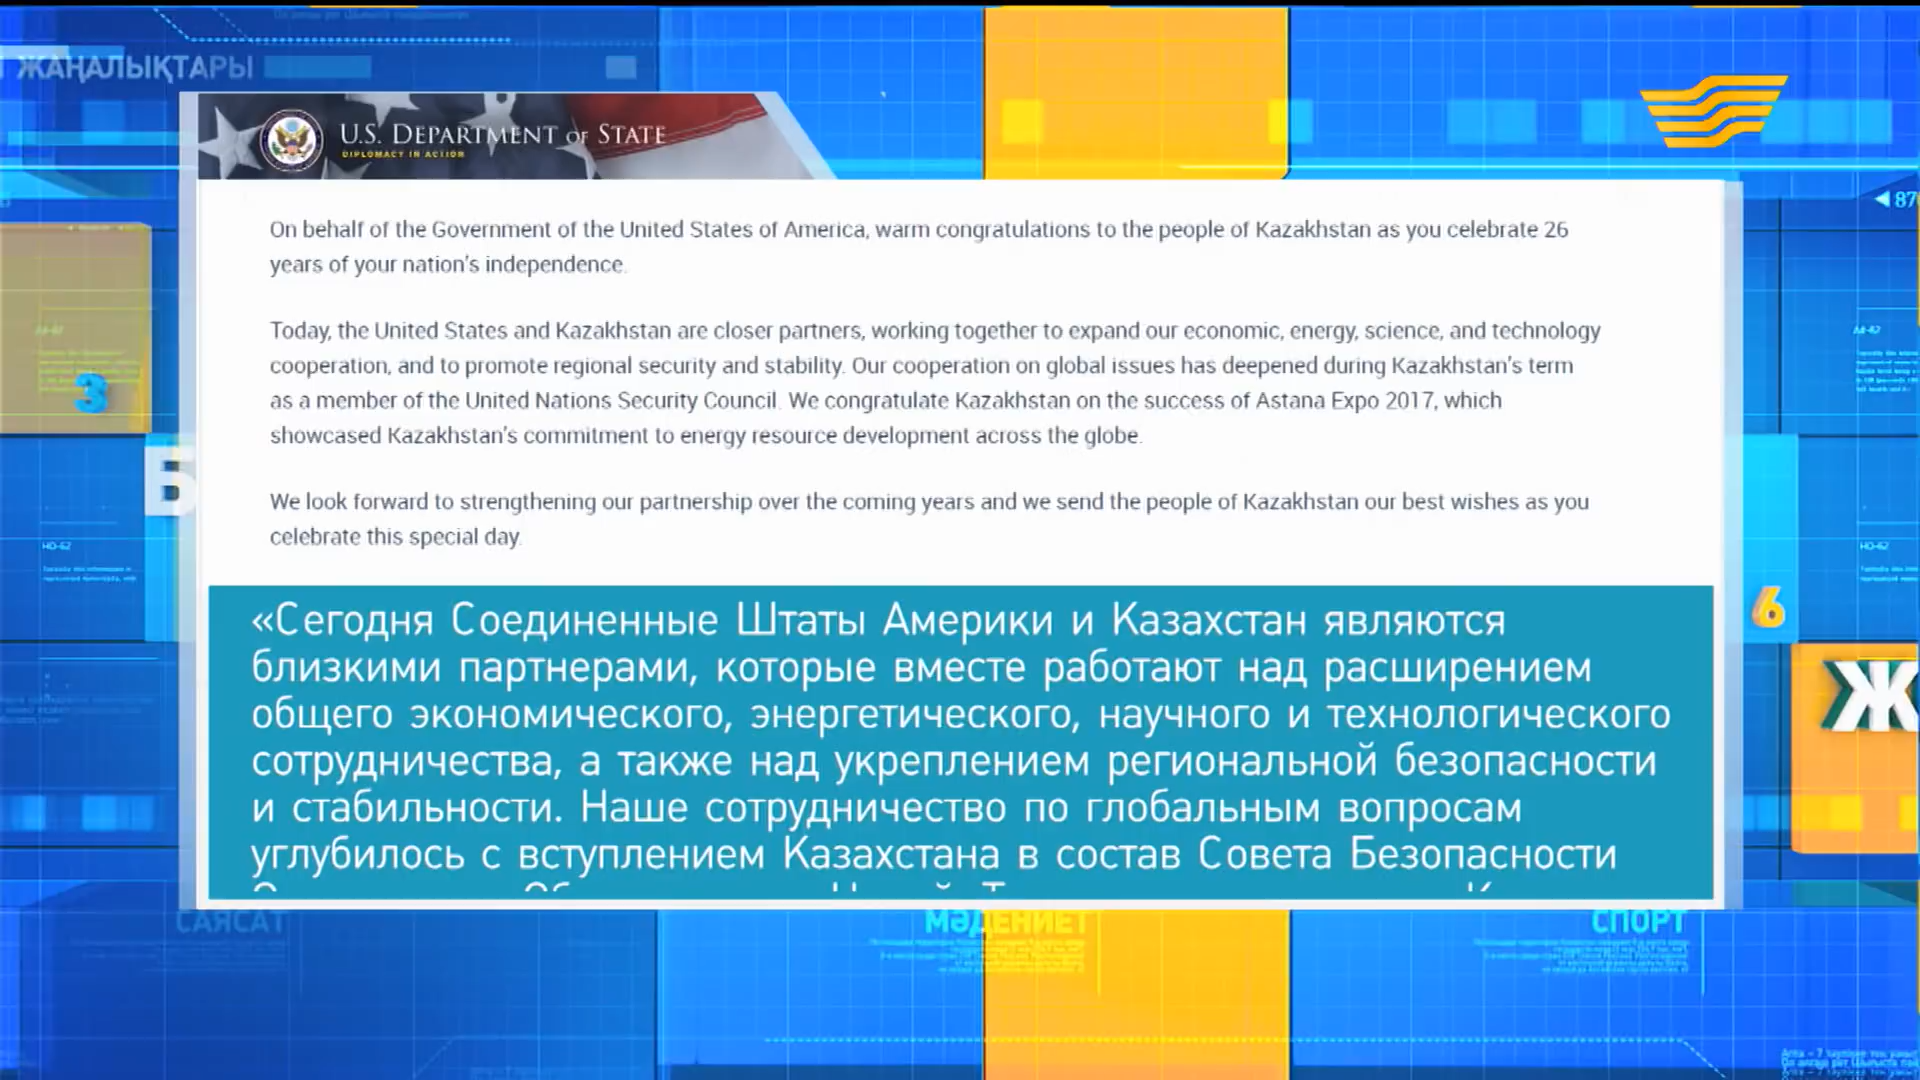 ЖАҢАЛЫҚТАРЫ
U.S. DEPARTMENT OF STATE
DIPLOMACY IN ACTION
87
On behalf of the Government of the United States of America, warm congratulations to the people of Kazakhstan as you celebrate 26
years of your nation's independence.
Today, the United States and Kazakhstan are closer partners, working together to expand our economic, energy, science, and technology
cooperation, and to promote regional security and stability. Our cooperation on global issues has deepened during Kazakhstan's term
as a member of the United Nations Security Council. We congratulate Kazakhstan on the success of Astana Expo 2017, which
showcased Kazakhstan's commitment to energy resource development across the globe.
We look forward to strengthening our partnership over the coming years and we send the people of Kazakhstan our best wishes as you
celebrate this special day.
3
Б
НО-67
НО-67
6
Ж
«Сегодня Соединенные Штаты Америки и Казахстан являются
близкими партнерами, которые вместе работают над расширением
общего экономического, энергетического, научного и технологического
сотрудничества, а также над укреплением региональной безопасности
и стабильности. Наше сотрудничество по глобальным вопросам
углубилось с вступлением Казахстана в состав Совета Безопасности
САЯСАТ
МӘДЕНИЕТ
СПОРТ